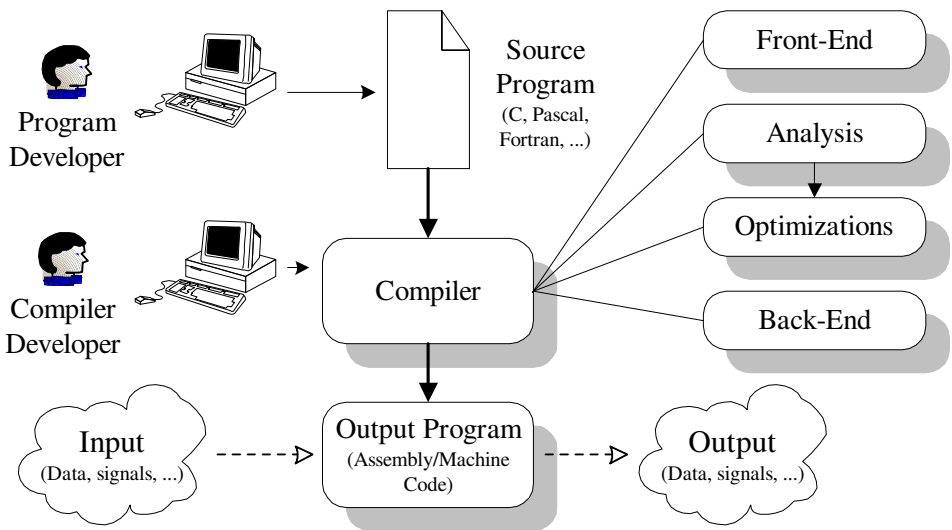 Program
Developer
Source
Program
(C, Pascal,
Fortran, ...)
Front-End
Analysis
Optimizations
Back-End
Compiler
Developer
Compiler
Input
(Data, signals, ...)
Output Program
(Assembly/Machine
Code)
Output
(Data, signals, ...)